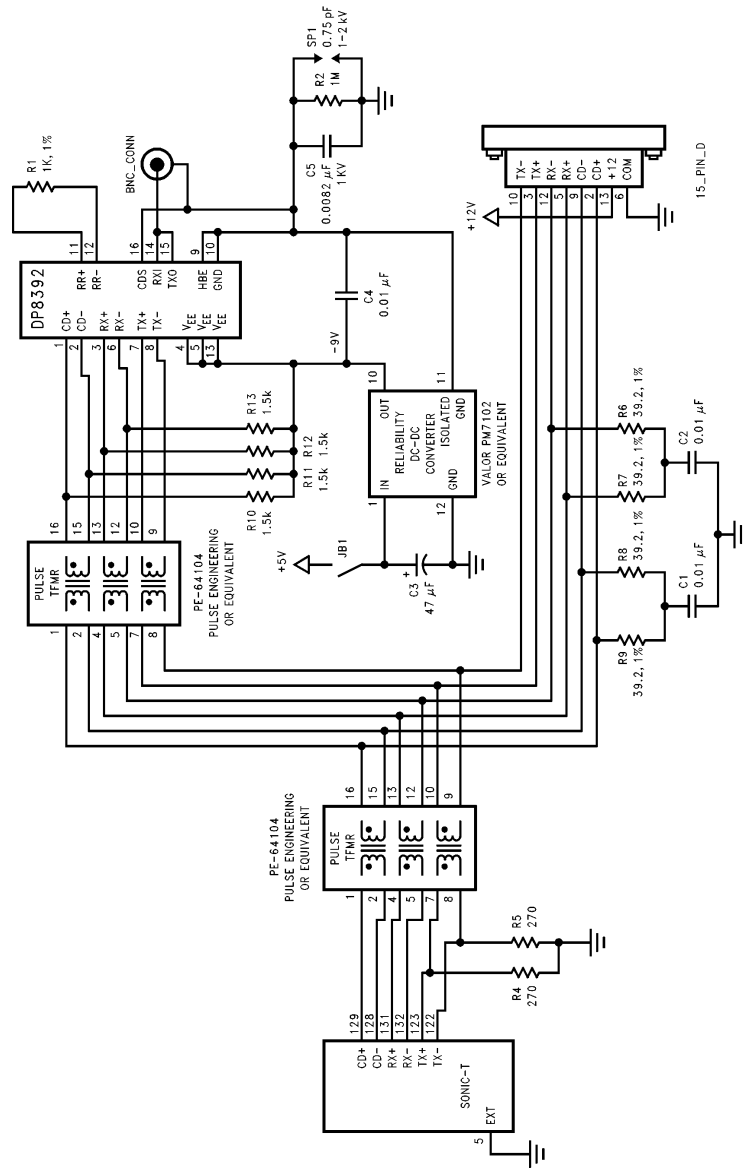 R1
1K, 1%
BNC_CONN
SP1
0.75 pF
1-2 kV
R2
1M
C5
0.0082 µF
1 KV
DP8392
1 CD+
2 CD-
3 RX+
6 RX-
7 TX+
8 TX-
4 VEE
5 VEE
13 VEE
RR+ 11
RR- 12
CDS 16
RXI 14
TXO 15
HBE 9
GND 10
C4
0.01 µF
-9V
R13
1.5k
R12
1.5k
R11
1.5k
R10
1.5k
PULSE
TFMR
1
2
4
5
7
8
16
15
13
12
10
9
PE-64104
PULSE ENGINEERING
OR EQUIVALENT
+5V
JB1
+
C3
47 µF
1 IN
OUT 10
RELIABILITY
DC-DC
CONVERTER
ISOLATED
12 GND
GND 11
VALOR PM7102
OR EQUIVALENT
+12V
10 TX-
3 TX+
12 RX-
5 RX+
9 CD-
2 CD+
13 +12
6 COM
15_PIN_D
R6
39.2, 1%
R7
39.2, 1%
R8
39.2, 1%
R9
39.2, 1%
C2
0.01 µF
C1
0.01 µF
PE-64104
PULSE ENGINEERING
OR EQUIVALENT
PULSE
TFMR
1
2
4
5
7
8
16
15
13
12
10
9
R5
270
R4
270
CD+ 129
CD- 128
RX+ 131
RX- 132
TX+ 123
TX- 122
SONIC-T
EXT
5